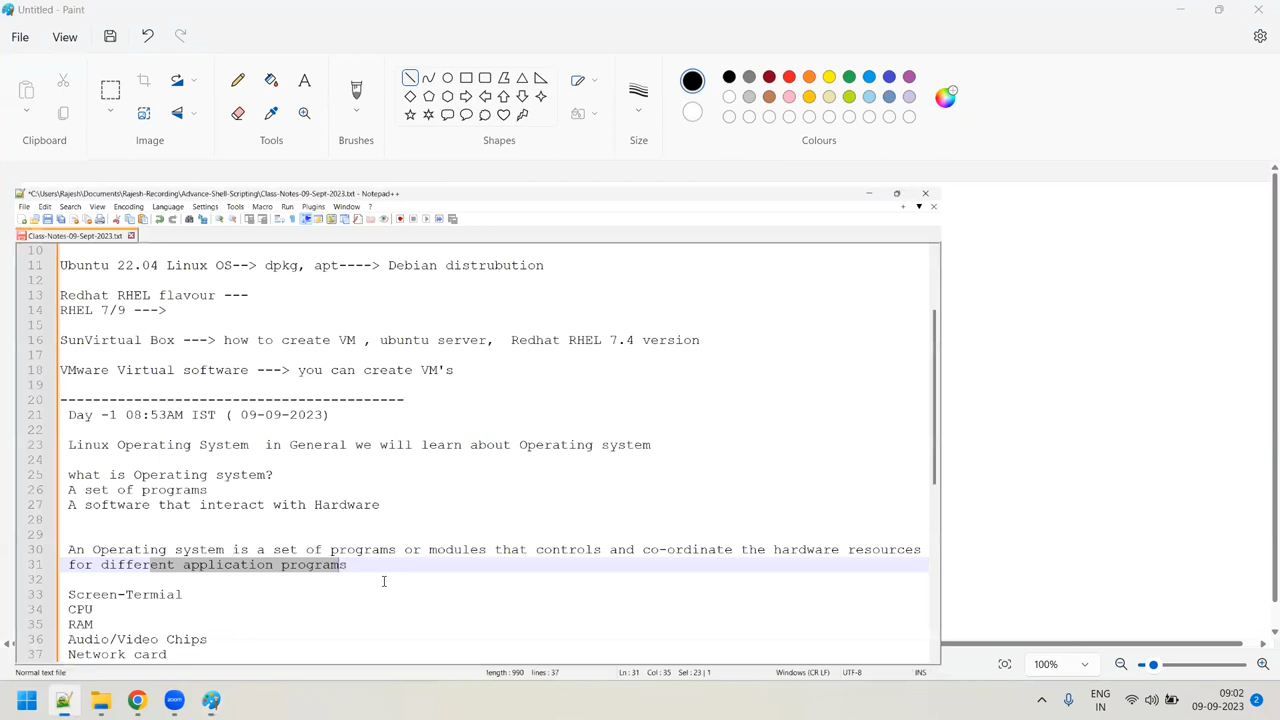 Untitled - Paint
File View
Clipboard Image Tools Brushes Shapes Size Colours
*C:\Users\Rajesh\Documents\Rajesh-Recording\Advance-Shell-Scripting\Class-Notes-09-Sept-2023.txt - Notepad++
File Edit Search View Encoding Language Settings Tools Macro Run Plugins Window ?
Class-Notes-09-Sept-2023.txt
10
11 Ubuntu 22.04 Linux OS--> dpkg, apt----> Debian distrubution
12
13 Redhat RHEL flavour ---
14 RHEL 7/9 --->
15
16 SunVirtual Box ---> how to create VM , ubuntu server,  Redhat RHEL 7.4 version
17
18 VMware Virtual software ---> you can create VM's
19
20 -----------------------------------------
21 Day -1 08:53AM IST ( 09-09-2023)
22
23 Linux Operating System  in General we will learn about Operating system
24
25 what is Operating system?
26 A set of programs
27 A software that interact with Hardware
28
29
30 An Operating system is a set of programs or modules that controls and co-ordinate the hardware resources
31 for different application programs
32
33 Screen-Termial
34 CPU
35 RAM
36 Audio/Video Chips
37 Network card
Normal text file length : 990 lines : 37 Ln : 31 Col : 35 Sel : 23 | 1 Windows (CR LF) UTF-8 INS
100%
ENG
IN
09:02
09-09-2023
2